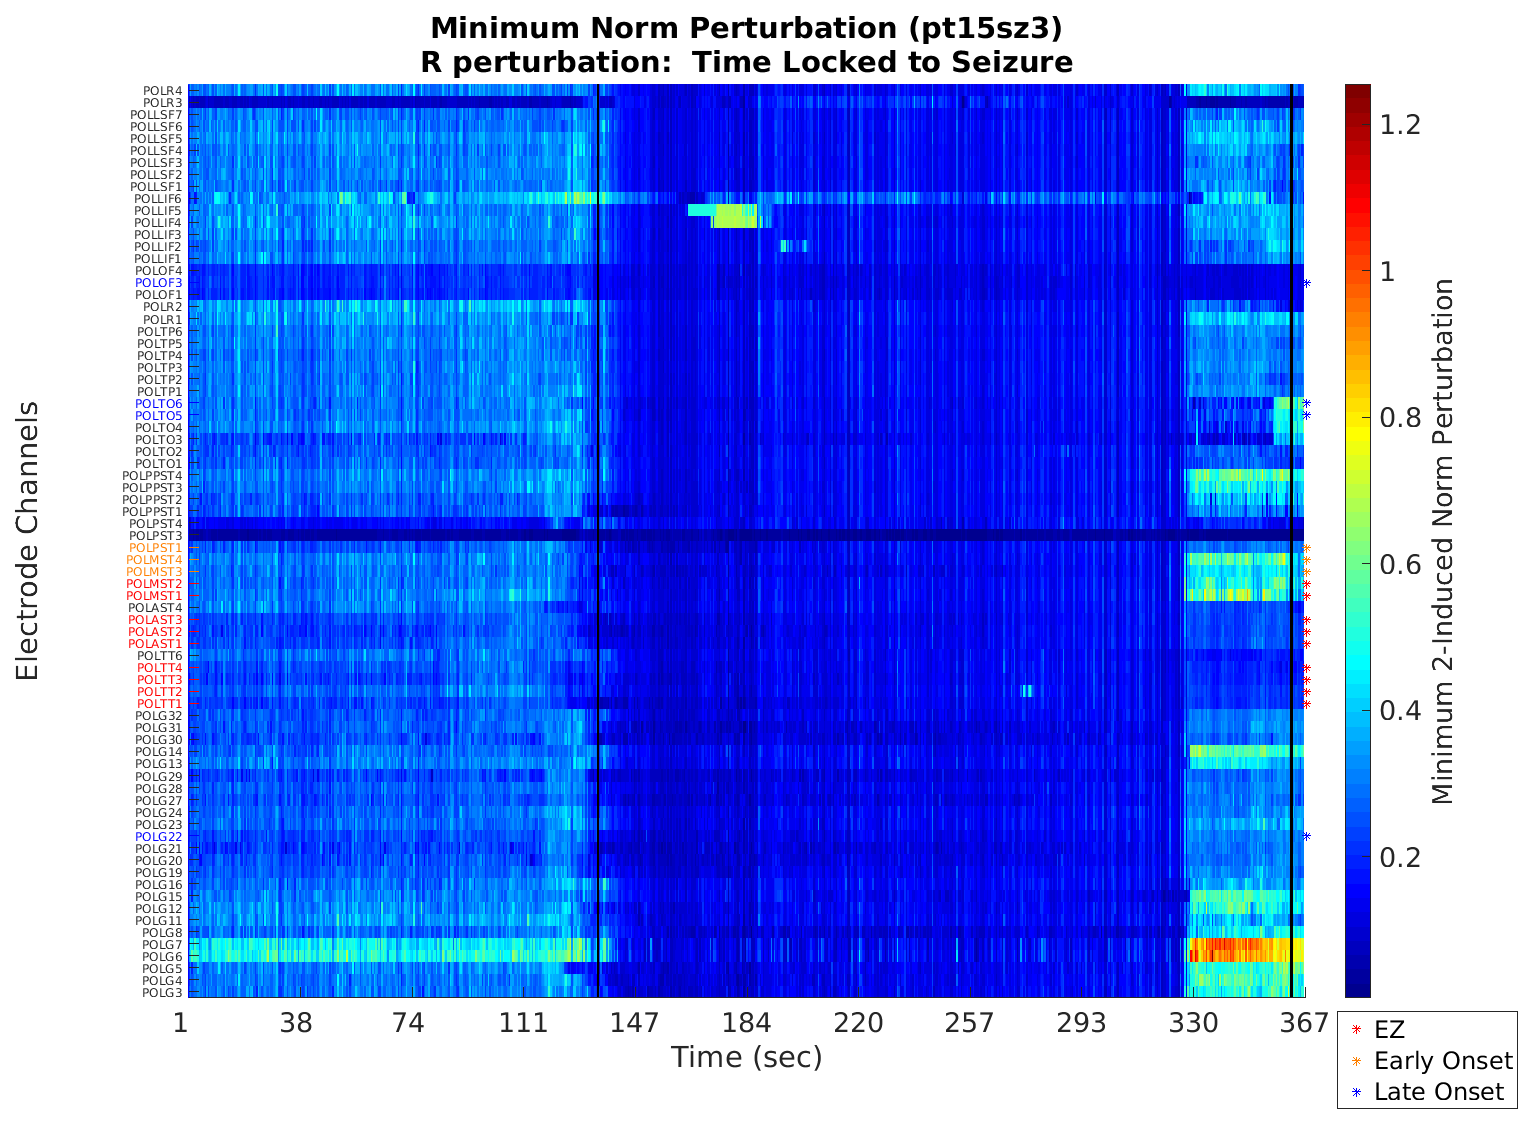 Minimum Norm Perturbation (pt15sz3)
R perturbation:  Time Locked to Seizure
Electrode Channels
POLR4
POLR3
POLLSF7
POLLSF6
POLLSF5
POLLSF4
POLLSF3
POLLSF2
POLLSF1
POLLIF6
POLLIF5
POLLIF4
POLLIF3
POLLIF2
POLLIF1
POLOF4
POLOF3
POLOF1
POLR2
POLR1
POLTP6
POLTP5
POLTP4
POLTP3
POLTP2
POLTP1
POLTO6
POLTO5
POLTO4
POLTO3
POLTO2
POLTO1
POLPPST4
POLPPST3
POLPPST2
POLPPST1
POLPST4
POLPST3
POLPST1
POLMST4
POLMST3
POLMST2
POLMST1
POLAST4
POLAST3
POLAST2
POLAST1
POLTT6
POLTT4
POLTT3
POLTT2
POLTT1
POLG32
POLG31
POLG30
POLG14
POLG13
POLG29
POLG28
POLG27
POLG24
POLG23
POLG22
POLG21
POLG20
POLG19
POLG16
POLG15
POLG12
POLG11
POLG8
POLG7
POLG6
POLG5
POLG4
POLG3
1 38 74 111 147 184 220 257 293 330 367
Time (sec)
1.2
1
0.8
0.6
0.4
0.2
Minimum 2-Induced Norm Perturbation
EZ
Early Onset
Late Onset